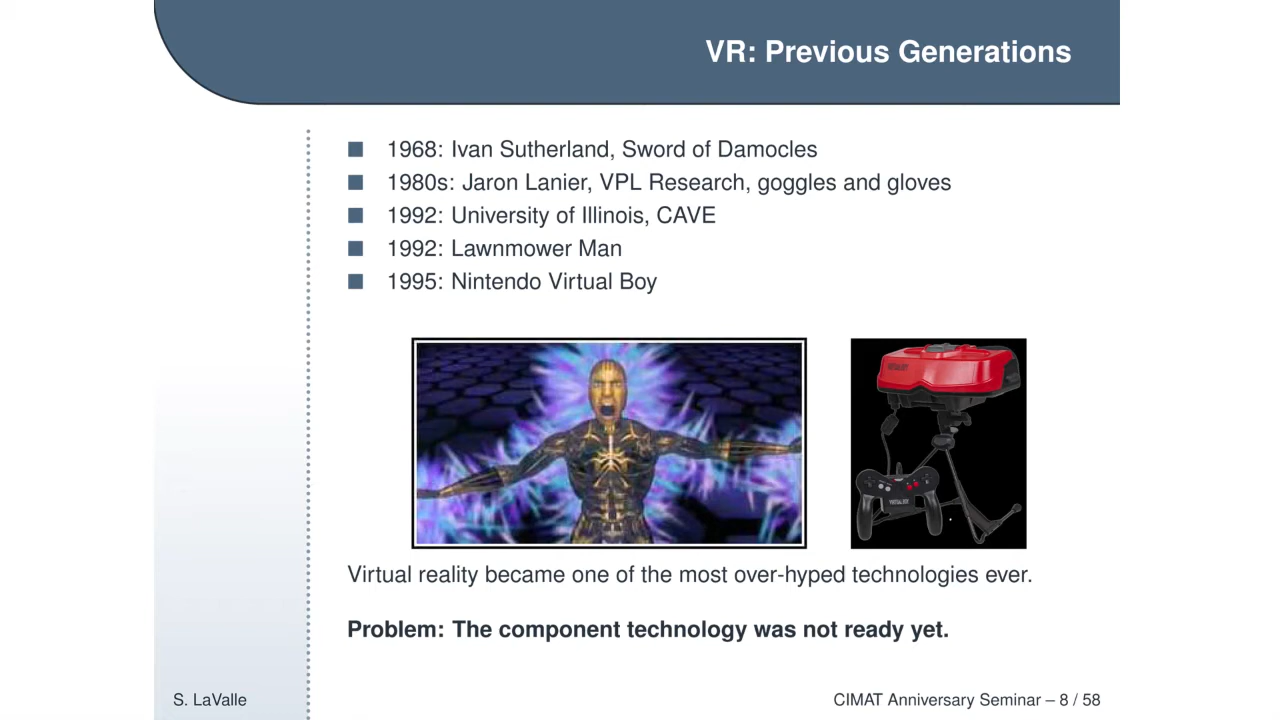 VR: Previous Generations
1968: Ivan Sutherland, Sword of Damocles
1980s: Jaron Lanier, VPL Research, goggles and gloves
1992: University of Illinois, CAVE
1992: Lawnmower Man
1995: Nintendo Virtual Boy
VIRTUAL BOY
Virtual reality became one of the most over-hyped technologies ever.
Problem: The component technology was not ready yet.
S. LaValle
CIMAT Anniversary Seminar – 8 / 58